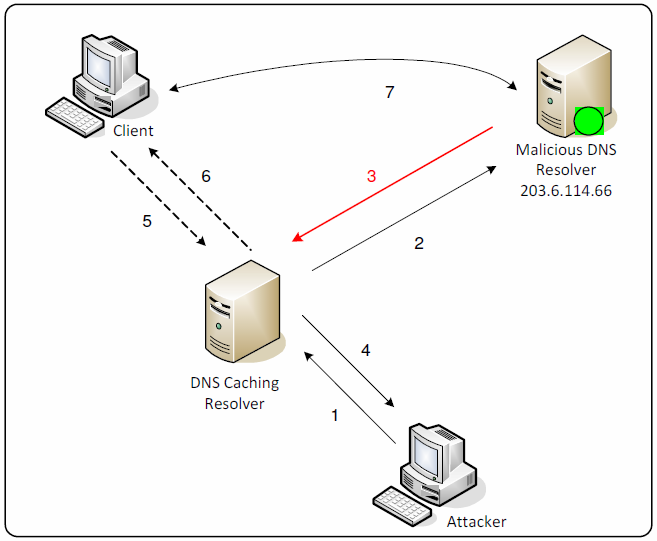 7
Client
Malicious DNS
Resolver
203.6.114.66
6
3
5
2
4
DNS Caching
Resolver
1
Attacker